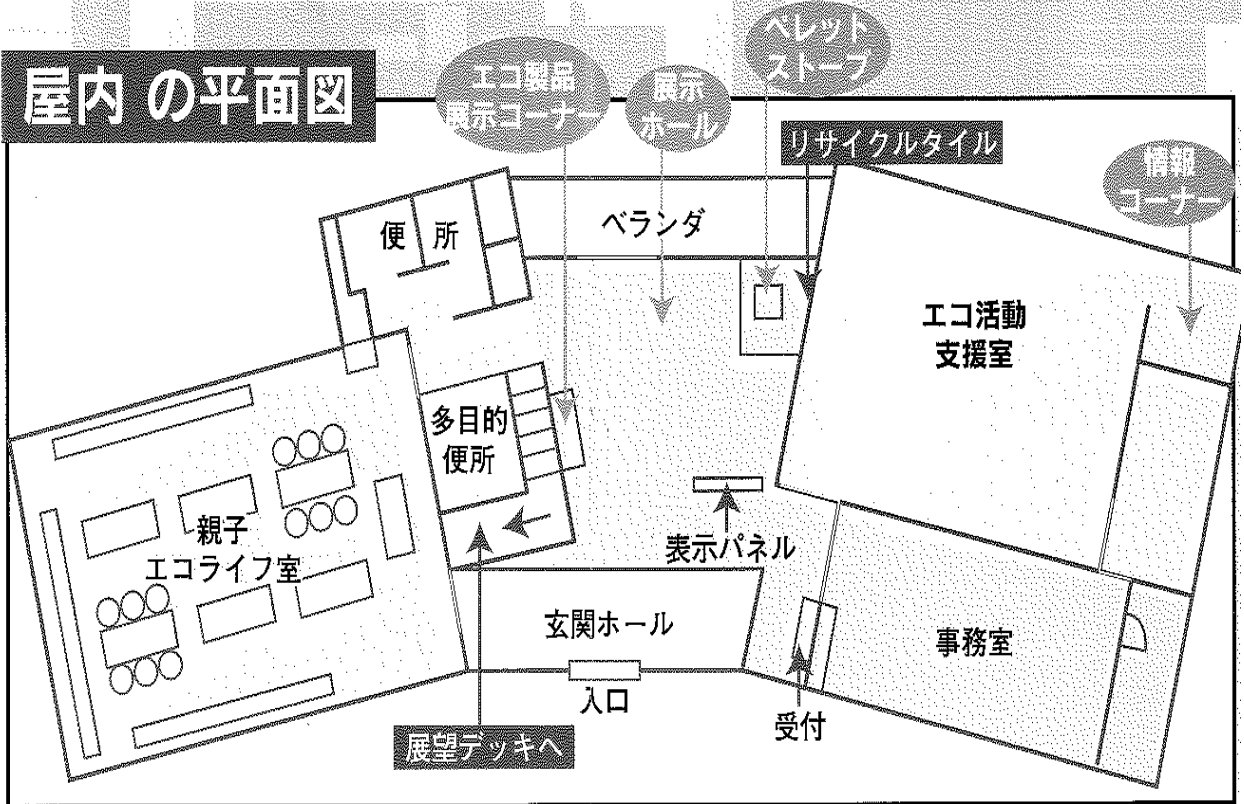 屋内 の平面図
エコ製品
展示コーナー
展示
ホール
ペレット
ストーブ
リサイクルタイル
情報
コーナー
便 所
ベランダ
エコ活動
支援室
多目的
便所
親子
エコライフ室
表示パネル
玄関ホール
事務室
入口
受付
展望デッキへ